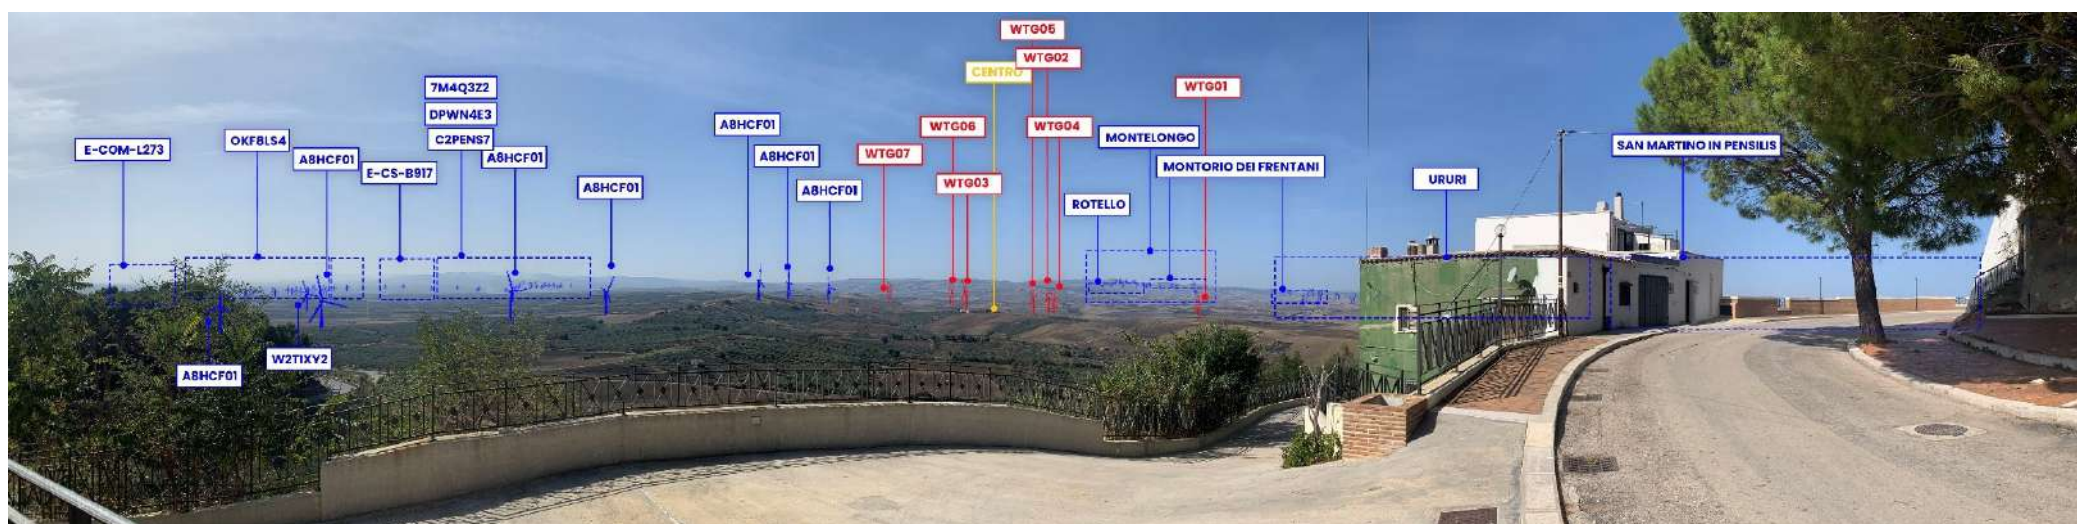 WTG05
WTG02
CENTRO
7M4Q3Z2
WTG01
DPWN4E3
A8HCF01
WTG06
WTG04
OKF8LS4
C2PENS7
MONTELONGO
E-COM-L273
A8HCF01
A8HCF01
A8HCF01
WTG07
SAN MARTINO IN PENSILIS
E-CS-B917
MONTORIO DEI FRENTANI
A8HCF01
A8HCF01
WTG03
URURI
ROTELLO
W2TIXY2
A8HCF01